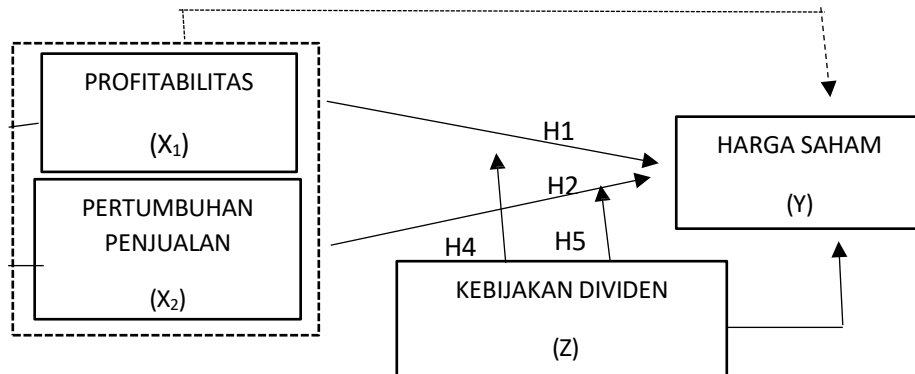 PROFITABILITAS
(X₁)
PERTUMBUHAN
PENJUALAN
(X₂)
H1
H2
H4
H5
HARGA SAHAM
(Y)
KEBIJAKAN DIVIDEN
(Z)